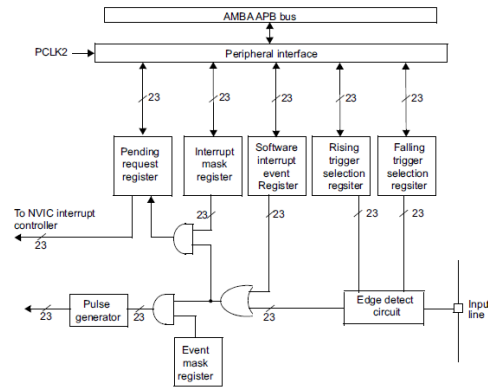 AMBA APB bus
PCLK2
Peripheral interface
23
23
23
23
23
Pending
request
register
Interrupt
mask
register
Software
interrupt
event
Register
Rising
trigger
selection
regsiter
Falling
trigger
selection
regsiter
To NVIC interrupt
controller
23
23
23
23
23
Pulse
generator
23
23
23
Edge detect
circuit
Input
line
Event
mask
register